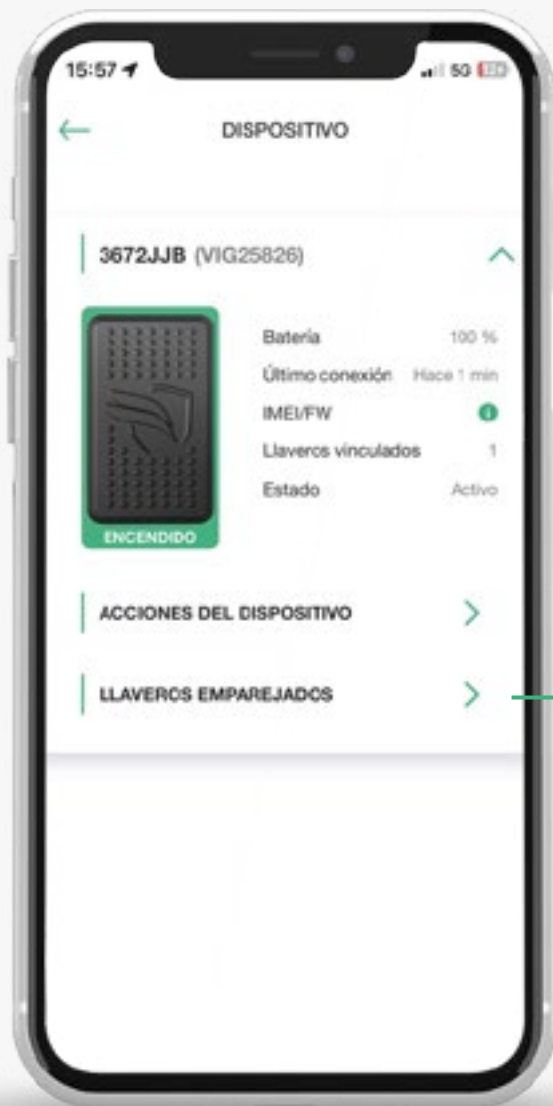 15:57
5G
DISPOSITIVO
3672JJB (VIG25826)
Batería 100 %
Último conexión Hace 1 min
IMEI/FW
Llaveros vinculados 1
Estado Activo
ENCENDIDO
ACCIONES DEL DISPOSITIVO
LLAVEROS EMPAREJADOS